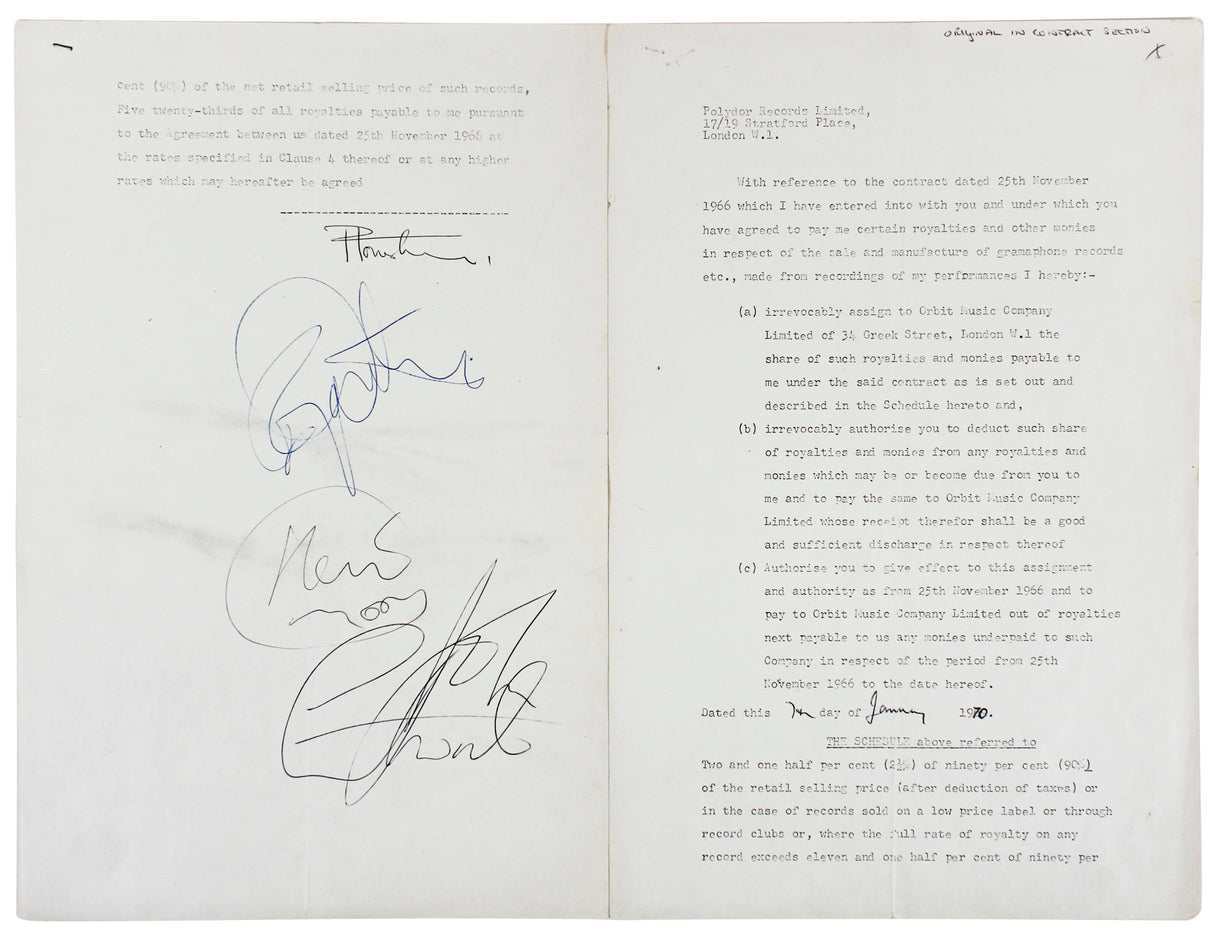 ORIGINAL IN CONTRACT SECTION
X
Polydor Records Limited,
17/19 Stratford Place,
London W.1.
With reference to the contract dated 25th November
1966 which I have entered into with you and under which you
have agreed to pay me certain royalties and other monies
in respect of the sale and manufacture of gramaphone records
etc., made from recordings of my performances I hereby:-
(a) irrevocably assign to Orbit Music Company
Limited of 34 Greek Street, London W.1 the
share of such royalties and monies payable to
me under the said contract as is set out and
described in the Schedule hereto and,
(b) irrevocably authorise you to deduct such share
of royalties and monies from any royalties and
monies which may be or become due from you to
me and to pay the same to Orbit Music Company
Limited whose receipt therefor shall be a good
and sufficient discharge in respect thereof
(c) Authorise you to give effect to this assignment
and authority as from 25th November 1966 and to
pay to Orbit Music Company Limited out of royalties
next payable to us any monies underpaid to such
Company in respect of the period from 25th
November 1966 to the date hereof.
Dated this 7th day of January 1970.
THE SCHEDULE above referred to
Two and one half per cent (2½%) of ninety per cent (90%)
of the retail selling price (after deduction of taxes) or
in the case of records sold on a low price label or through
record clubs or, where the full rate of royalty on any
record exceeds eleven and one half per cent of ninety per
cent (90%) of the net retail selling price of such records,
Five twenty-thirds of all royalties payable to me pursuant
to the Agreement between us dated 25th November 1966 at
the rates specified in Clause 4 thereof or at any higher
rates which may hereafter be agreed
Keith
Moon